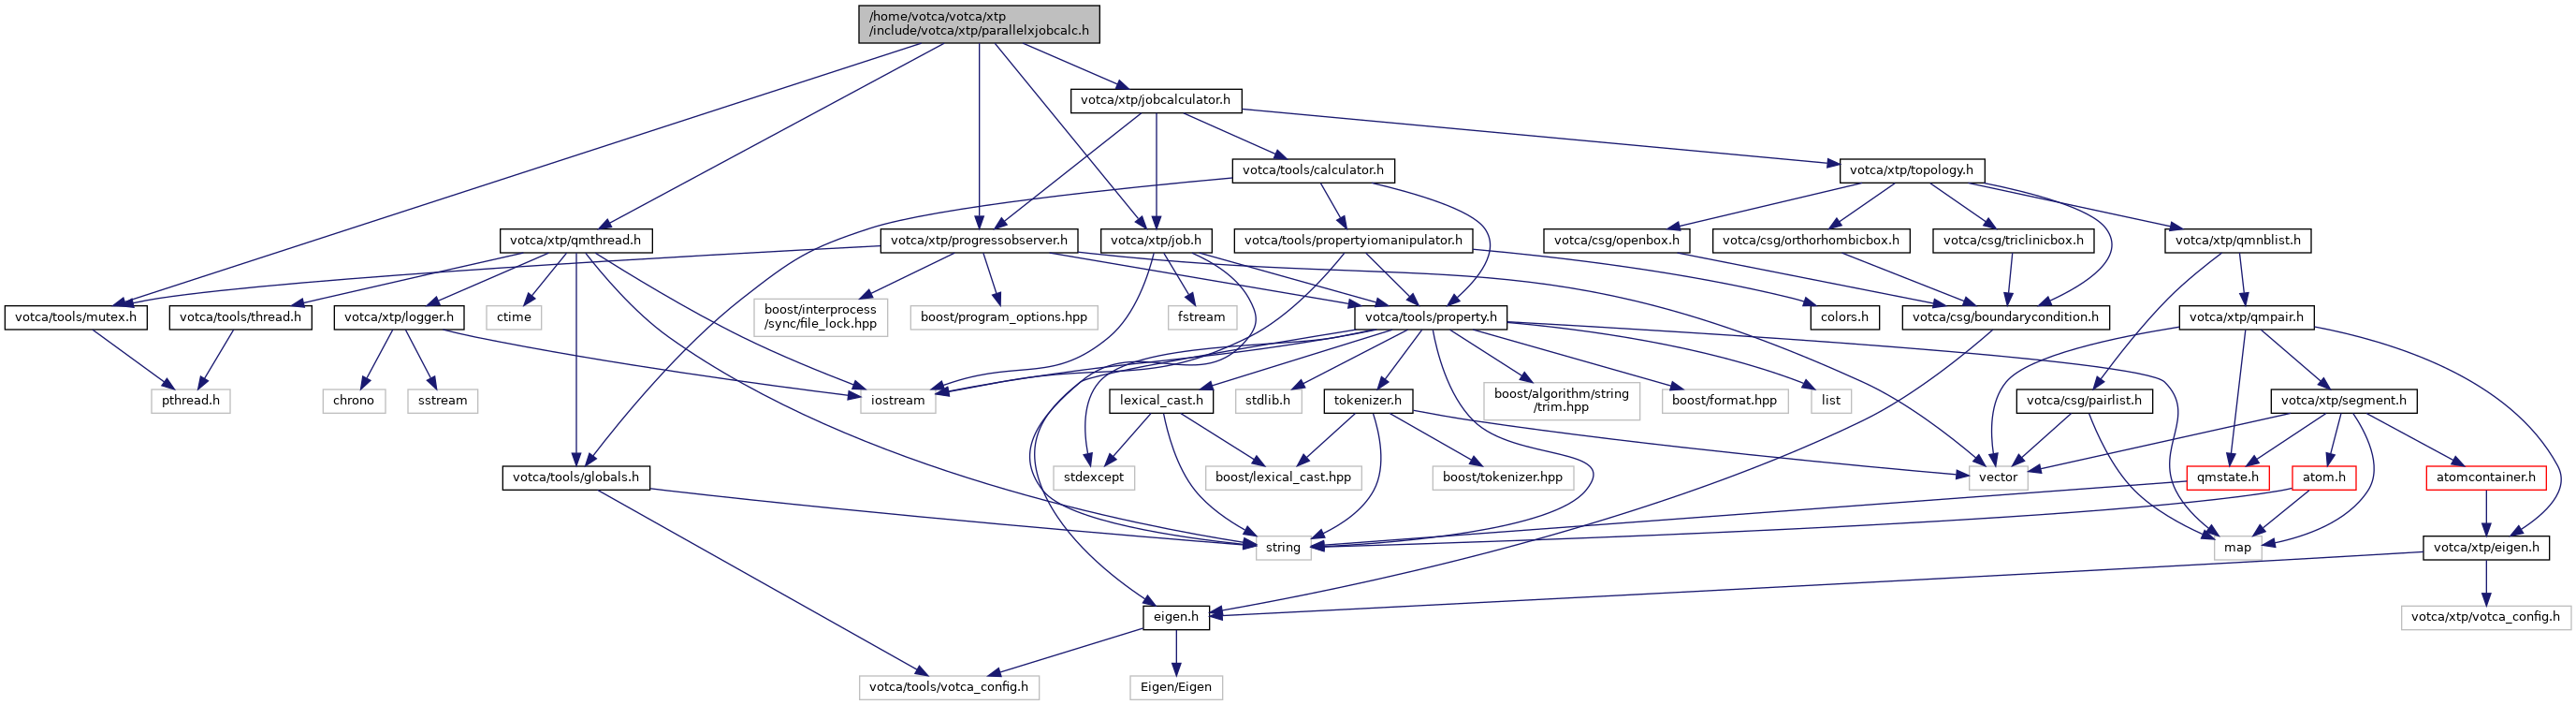 /home/votca/votca/xtp
/include/votca/xtp/parallelxjobcalc.h
votca/xtp/jobcalculator.h
votca/tools/calculator.h
votca/xtp/topology.h
votca/xtp/qmthread.h
votca/xtp/progressobserver.h
votca/xtp/job.h
votca/tools/propertyiomanipulator.h
votca/csg/openbox.h
votca/csg/orthorhombicbox.h
votca/csg/triclinicbox.h
votca/xtp/qmnblist.h
votca/tools/mutex.h
votca/tools/thread.h
votca/xtp/logger.h
ctime
boost/interprocess
/sync/file_lock.hpp
boost/program_options.hpp
fstream
votca/tools/property.h
colors.h
votca/csg/boundarycondition.h
votca/xtp/qmpair.h
pthread.h
chrono
sstream
iostream
lexical_cast.h
stdlib.h
tokenizer.h
boost/algorithm/string
/trim.hpp
boost/format.hpp
list
votca/csg/pairlist.h
votca/xtp/segment.h
votca/tools/globals.h
stdexcept
boost/lexical_cast.hpp
boost/tokenizer.hpp
vector
qmstate.h
atom.h
atomcontainer.h
string
map
votca/xtp/eigen.h
eigen.h
votca/xtp/votca_config.h
votca/tools/votca_config.h
Eigen/Eigen